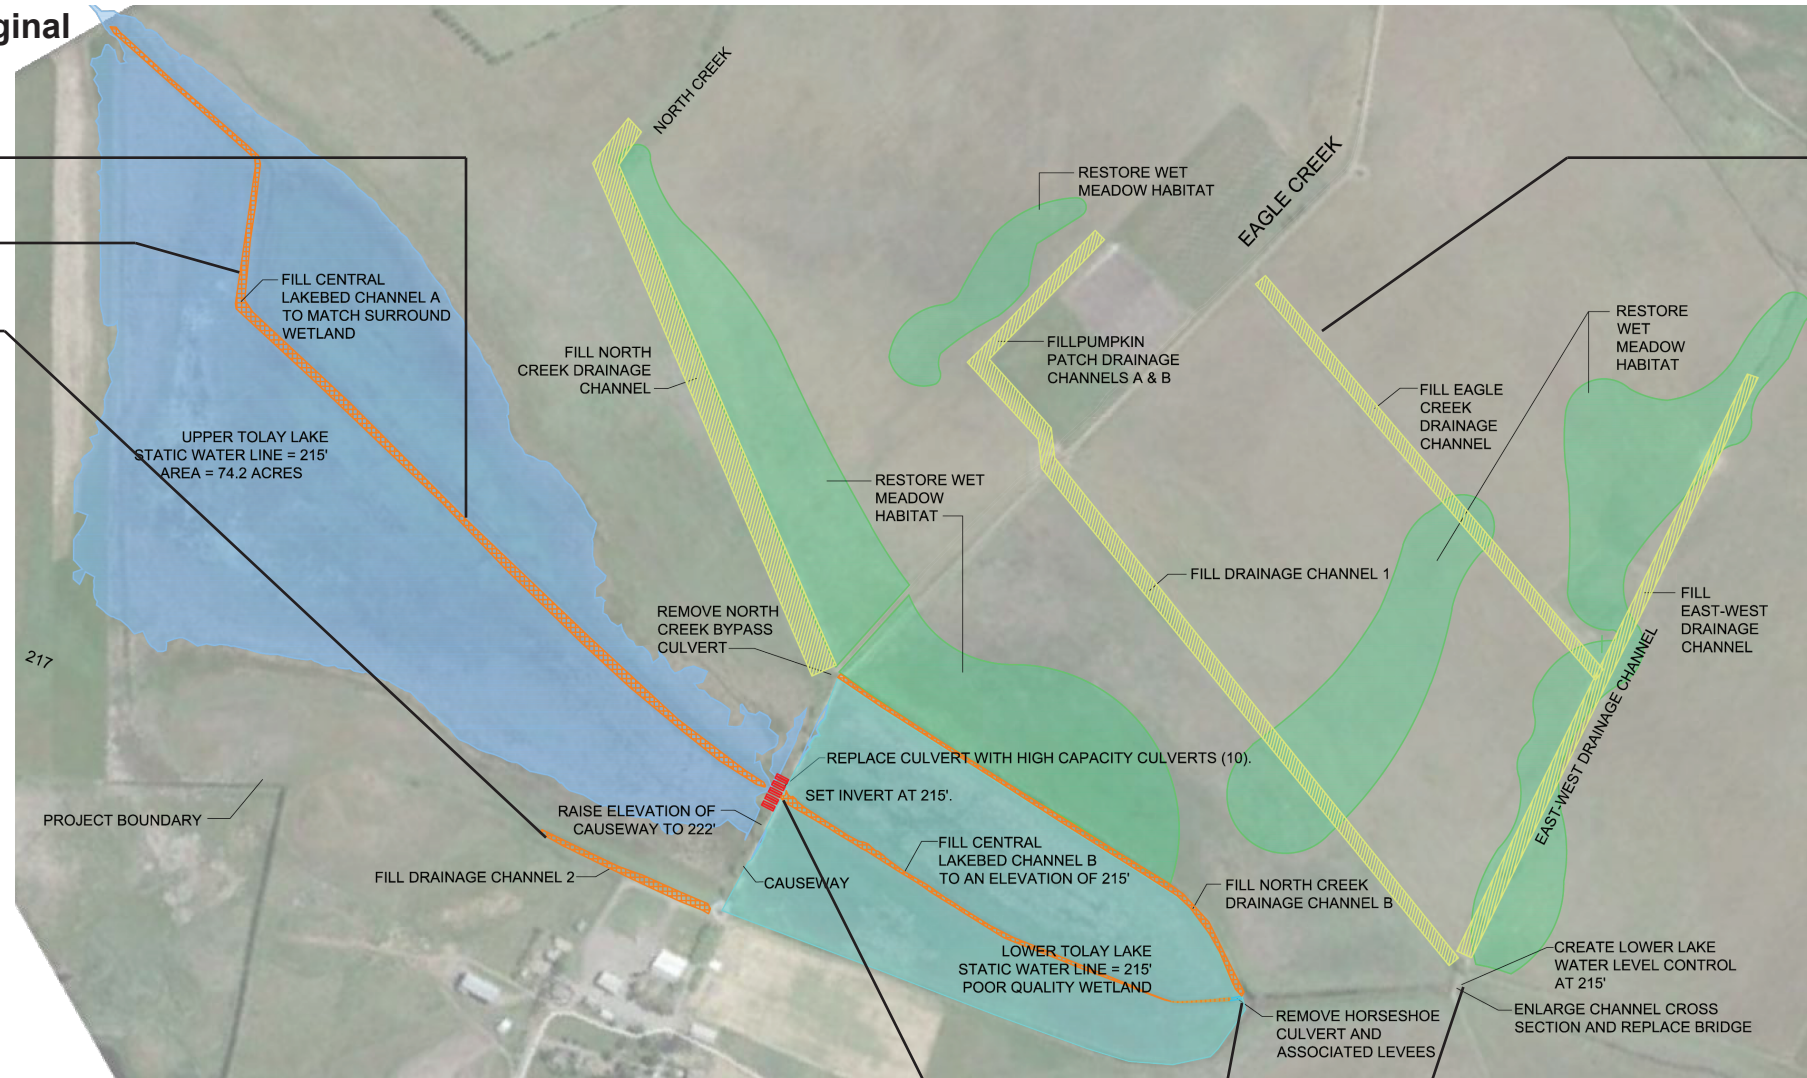 ginal
NORTH CREEK
RESTORE WET
MEADOW HABITAT
EAGLE CREEK
FILL CENTRAL
LAKEBED CHANNEL A
TO MATCH SURROUND
WETLAND
FILL NORTH
CREEK DRAINAGE
CHANNEL
FILLPUMPKIN
PATCH DRAINAGE
CHANNELS A & B
RESTORE
WET
MEADOW
HABITAT
FILL EAGLE
CREEK
DRAINAGE
CHANNEL
UPPER TOLAY LAKE
STATIC WATER LINE = 215'
AREA = 74.2 ACRES
RESTORE WET
MEADOW
HABITAT
FILL DRAINAGE CHANNEL 1
FILL
EAST-WEST
DRAINAGE
CHANNEL
REMOVE NORTH
CREEK BYPASS
CULVERT
217
EAST-WEST DRAINAGE CHANNEL
REPLACE CULVERT WITH HIGH CAPACITY CULVERTS (10).
SET INVERT AT 215'.
RAISE ELEVATION OF
CAUSEWAY TO 222'
PROJECT BOUNDARY
FILL CENTRAL
LAKEBED CHANNEL B
TO AN ELEVATION OF 215'
FILL DRAINAGE CHANNEL 2
CAUSEWAY
FILL NORTH CREEK
DRAINAGE CHANNEL B
LOWER TOLAY LAKE
STATIC WATER LINE = 215'
POOR QUALITY WETLAND
CREATE LOWER LAKE
WATER LEVEL CONTROL
AT 215'
ENLARGE CHANNEL CROSS
SECTION AND REPLACE BRIDGE
REMOVE HORSESHOE
CULVERT AND
ASSOCIATED LEVEES